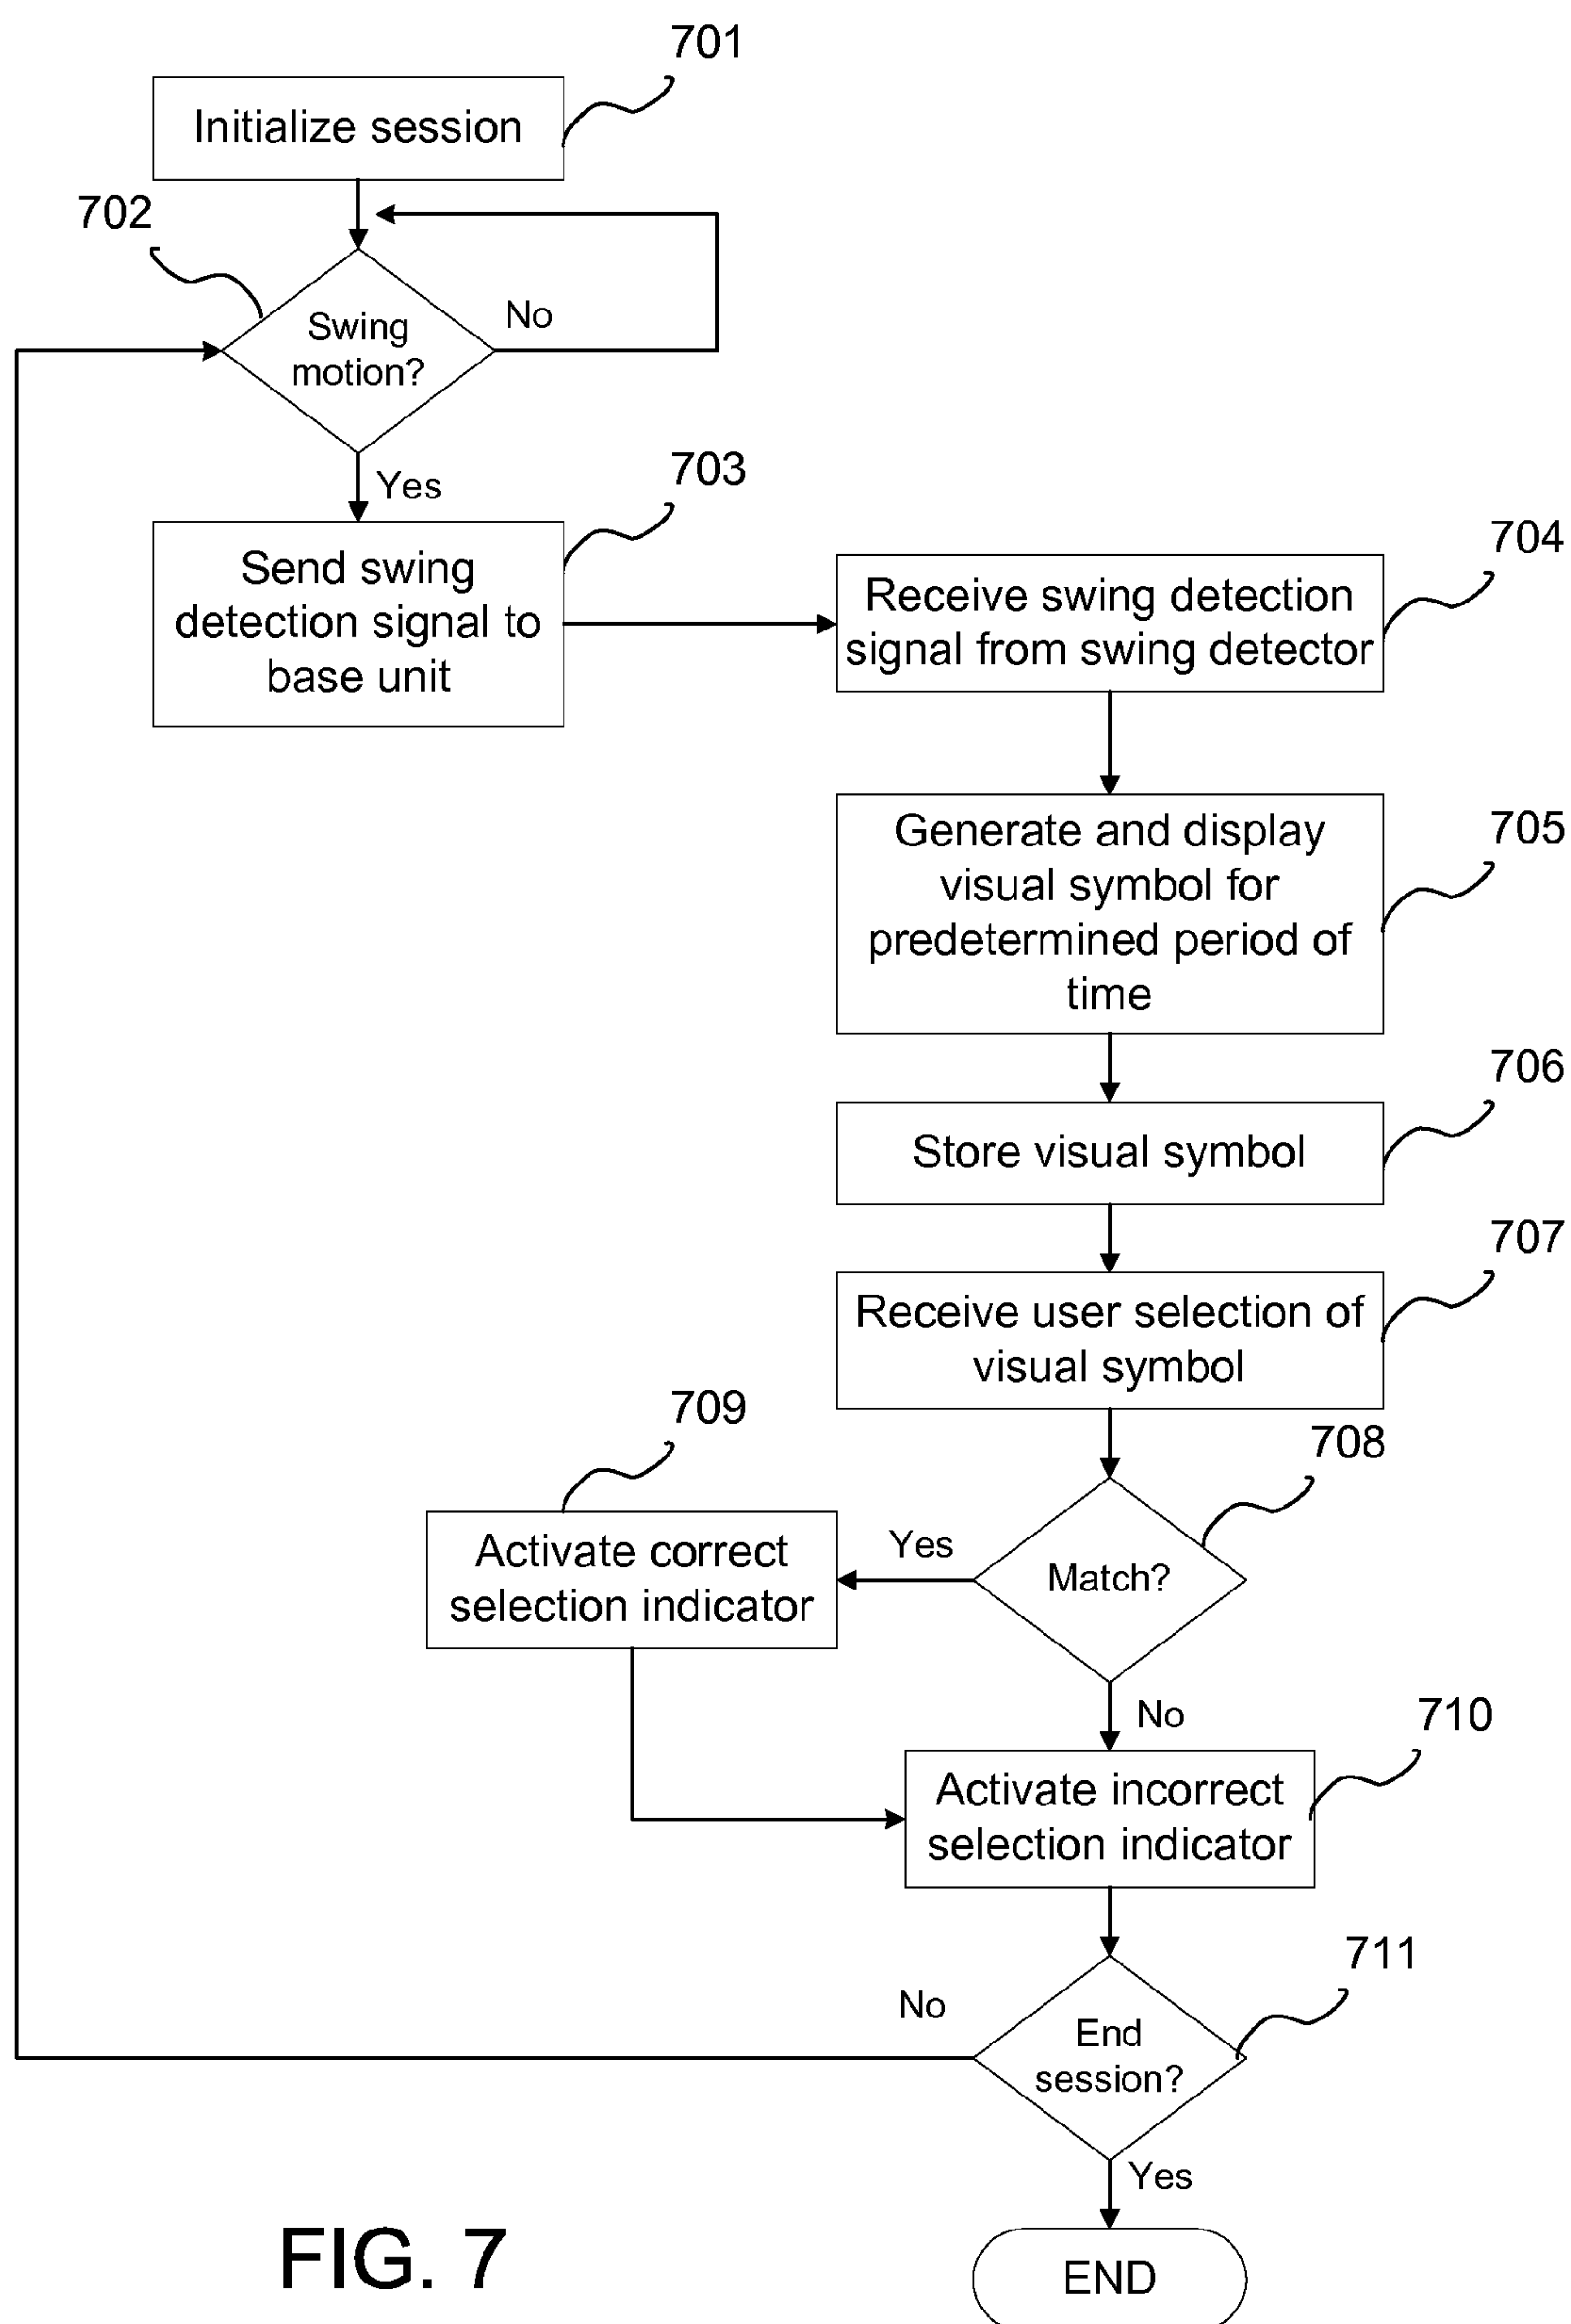 701
Initialize session
702
Swing
motion?
No
Yes
703
Send swing
detection signal to
base unit
704
Receive swing detection
signal from swing detector
705
Generate and display
visual symbol for
predetermined period of
time
706
Store visual symbol
707
Receive user selection of
visual symbol
708
Match?
Yes
709
Activate correct
selection indicator
No
710
Activate incorrect
selection indicator
711
End
session?
No
Yes
END
FIG. 7